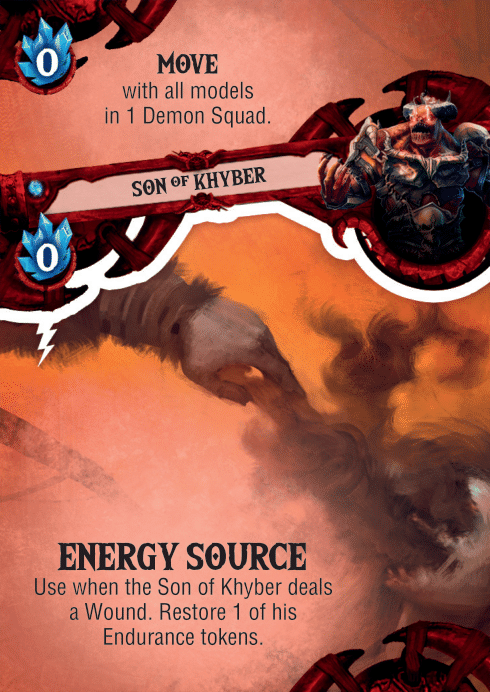 0
MOVE
with all models
in 1 Demon Squad.
SON OF KHYBER
0
ENERGY SOURCE
Use when the Son of Khyber deals
a Wound. Restore 1 of his
Endurance tokens.